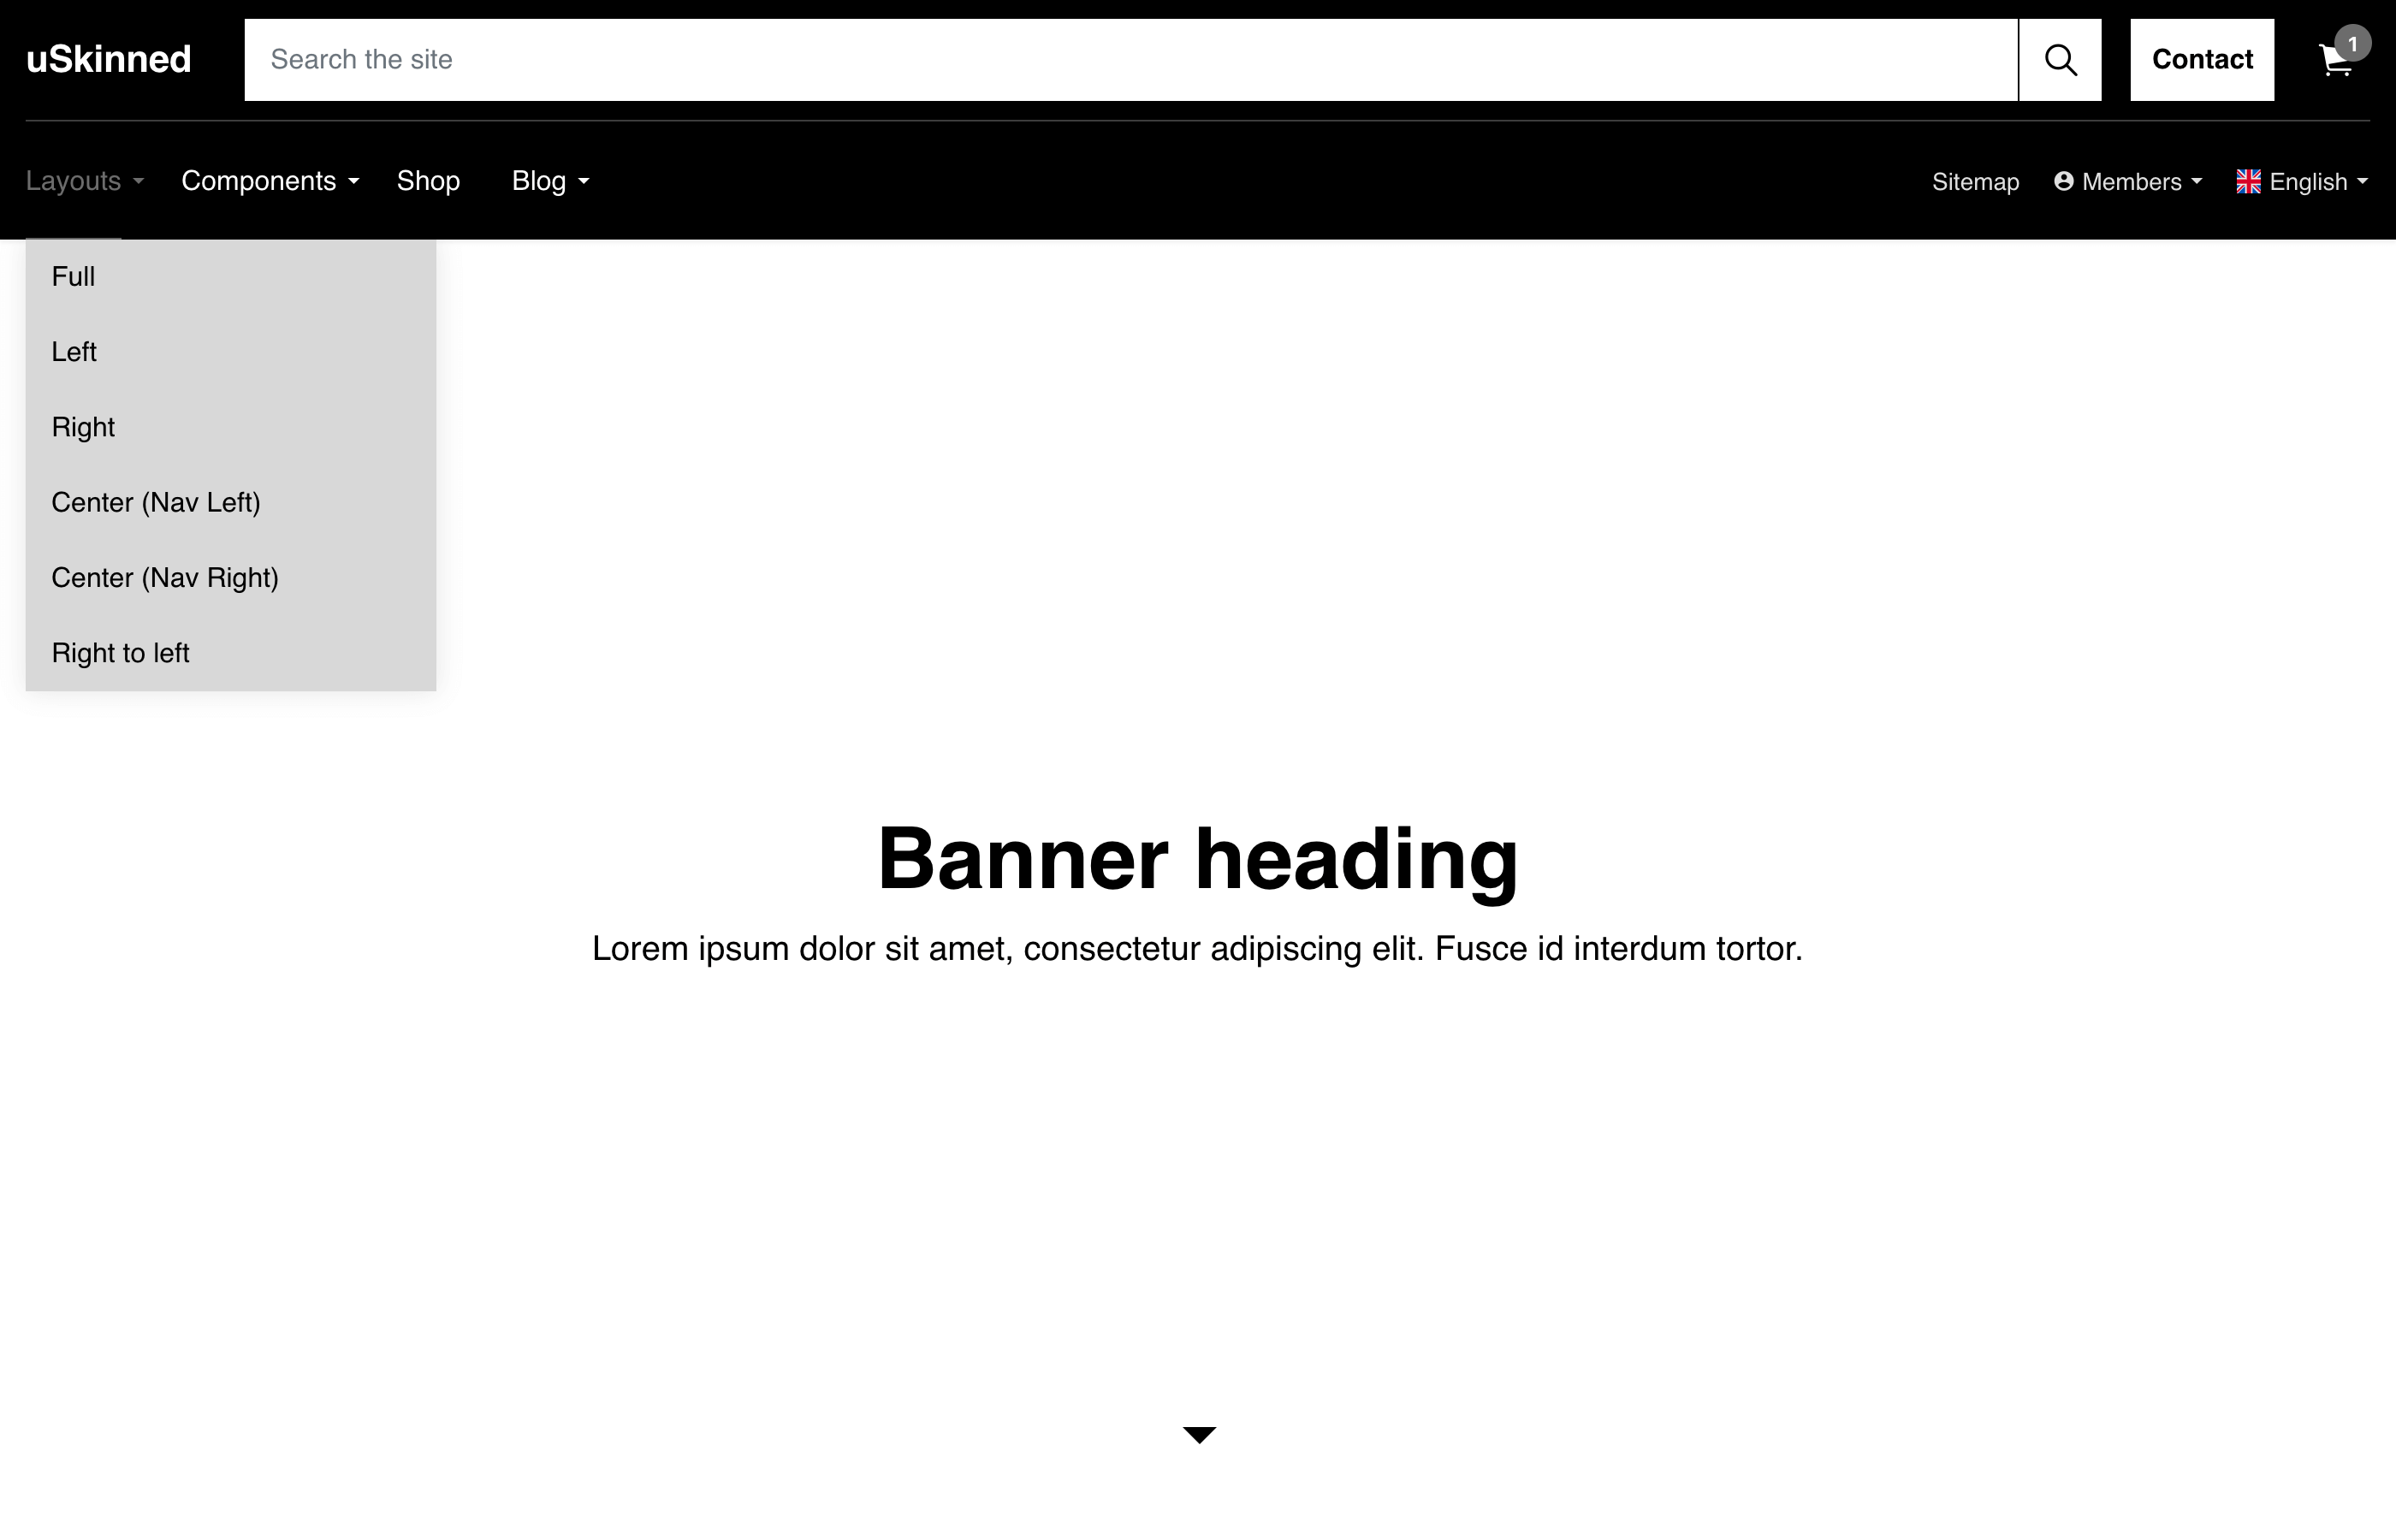 uSkinned
Search the site
Contact
1
Layouts
Components
Shop
Blog
Sitemap
Members
English
Full
Left
Right
Center (Nav Left)
Center (Nav Right)
Right to left
Banner heading
Lorem ipsum dolor sit amet, consectetur adipiscing elit. Fusce id interdum tortor.